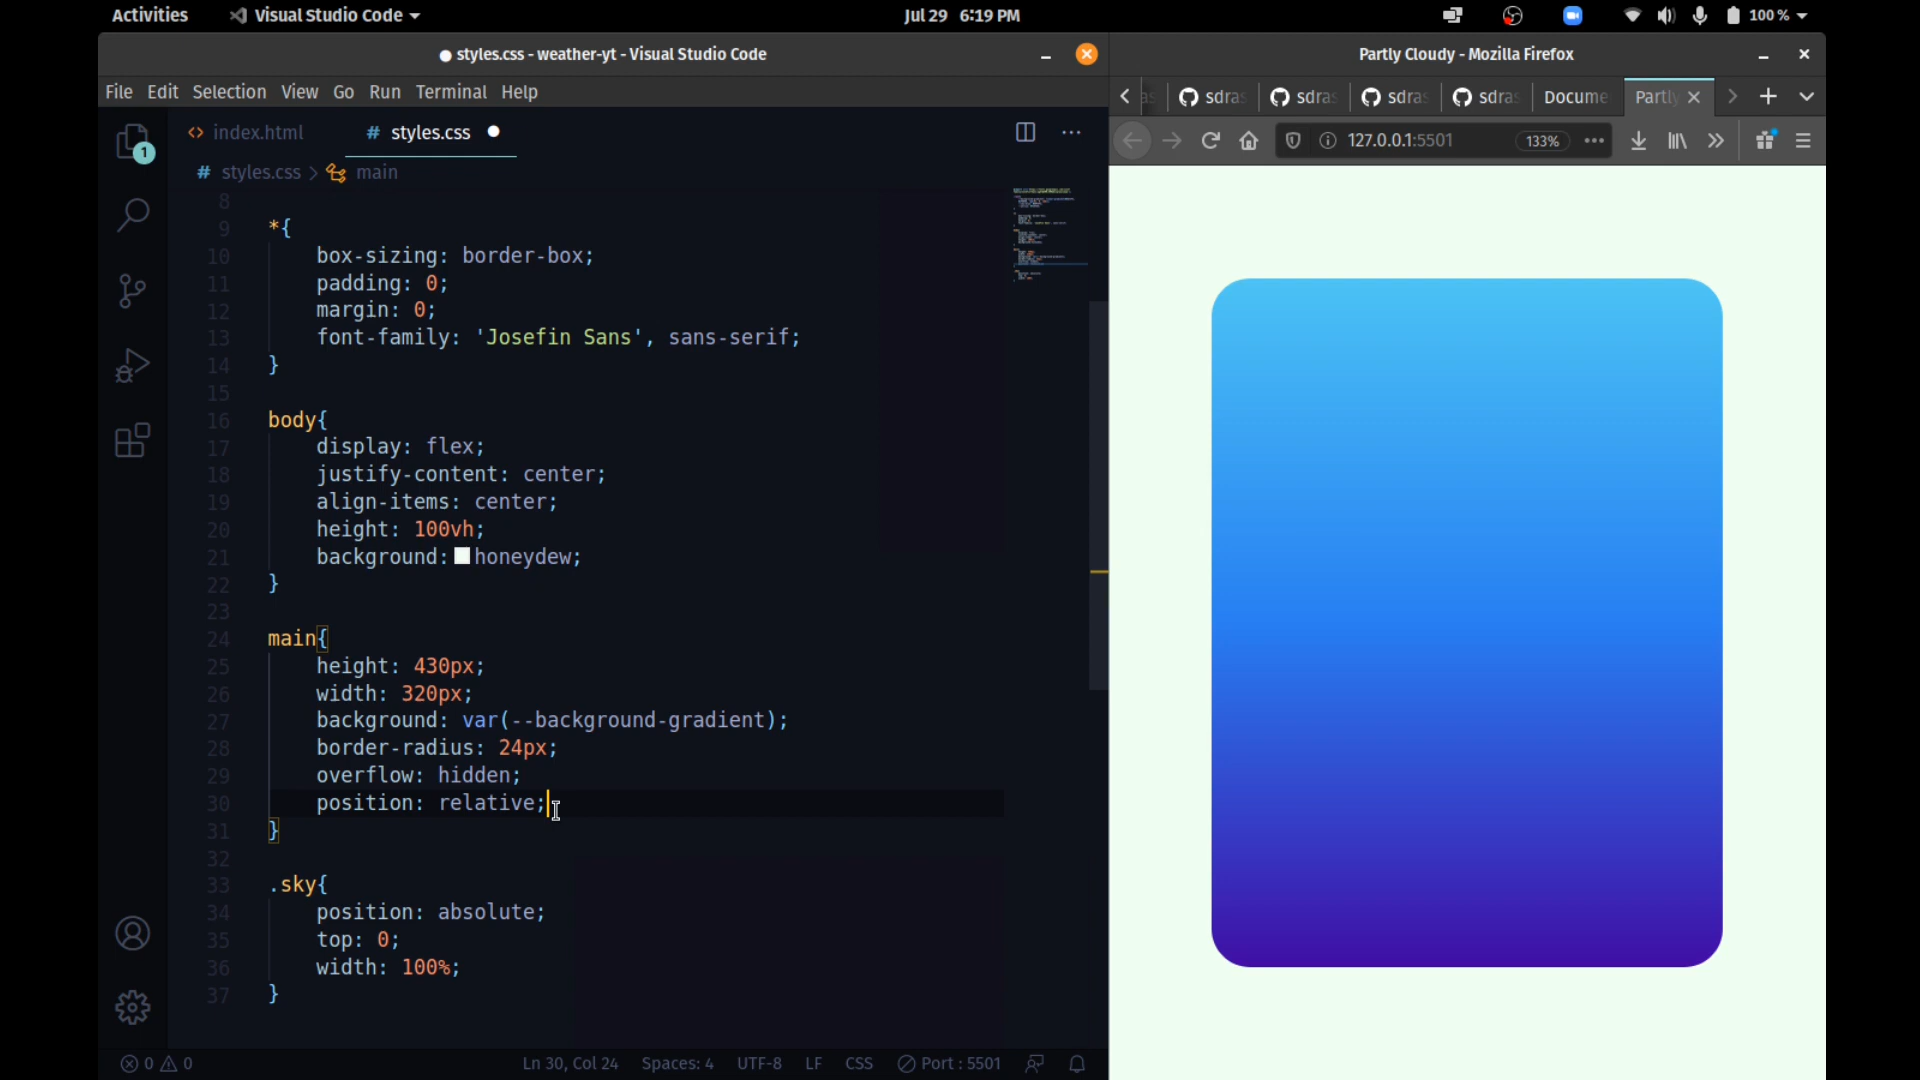 Activities
Visual Studio Code
Jul 29 6:19 PM
100 %
● styles.css - weather-yt - Visual Studio Code
File Edit Selection View Go Run Terminal Help
<> index.html
# styles.css ●
# styles.css > main
8
9 *{
10 box-sizing: border-box;
11 padding: 0;
12 margin: 0;
13 font-family: 'Josefin Sans', sans-serif;
14 }
15
16 body{
17 display: flex;
18 justify-content: center;
19 align-items: center;
20 height: 100vh;
21 background: honeydew;
22 }
23
24 main{
25 height: 430px;
26 width: 320px;
27 background: var(--background-gradient);
28 border-radius: 24px;
29 overflow: hidden;
30 position: relative;
31 }
32
33 .sky{
34 position: absolute;
35 top: 0;
36 width: 100%;
37 }
1
0 0
Ln 30, Col 24 Spaces: 4 UTF-8 LF CSS Port : 5501
Partly Cloudy - Mozilla Firefox
sdras sdras sdras sdras Docume Partly
127.0.0.1:5501 133%